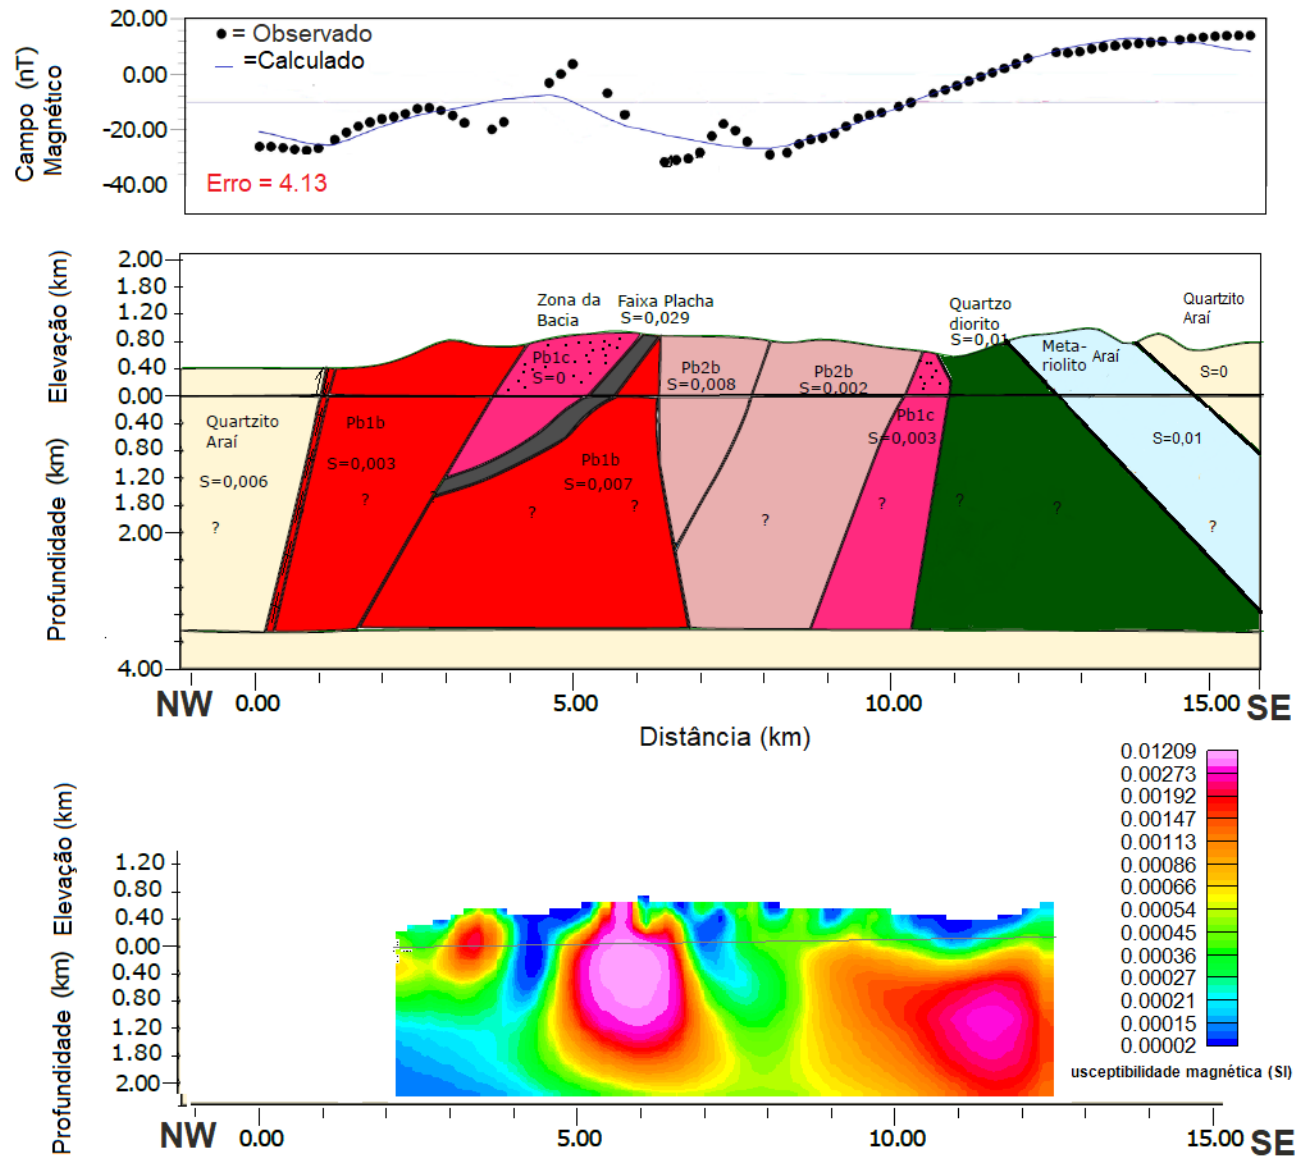 20.00
0.00
-20.00
-40.00
Campo (nT)
Magnético
= Observado
=Calculado
Erro = 4.13
2.00
1.80
1.20
0.80
0.40
0.00
0.40
0.80
1.20
1.80
2.00
4.00
Elevação (km)
Profundidade (km)
Zona da
Bacia
Faixa Placha
S=0,029
Quartzo
diorito
S=0,01
Quartzito
Araí
Pb1c
S=0
Pb2b
S=0,008
Pb2b
S=0,002
Meta-
riolito
Araí
S=0
Quartzito
Araí
S=0,006
?
Pb1b
S=0,003
?
Pb1b
S=0,007
?
?
?
Pb1c
S=0,003
?
?
?
S=0,01
?
NW
0.00
5.00
10.00
15.00
SE
Distância (km)
1.20
0.80
0.40
0.00
0.40
0.80
1.20
1.80
2.00
Elevação (km)
Profundidade (km)
0.01209
0.00273
0.00192
0.00147
0.00113
0.00086
0.00066
0.00054
0.00045
0.00036
0.00027
0.00021
0.00015
0.00002
usceptibilidade magnética (SI)
NW
0.00
5.00
10.00
15.00
SE